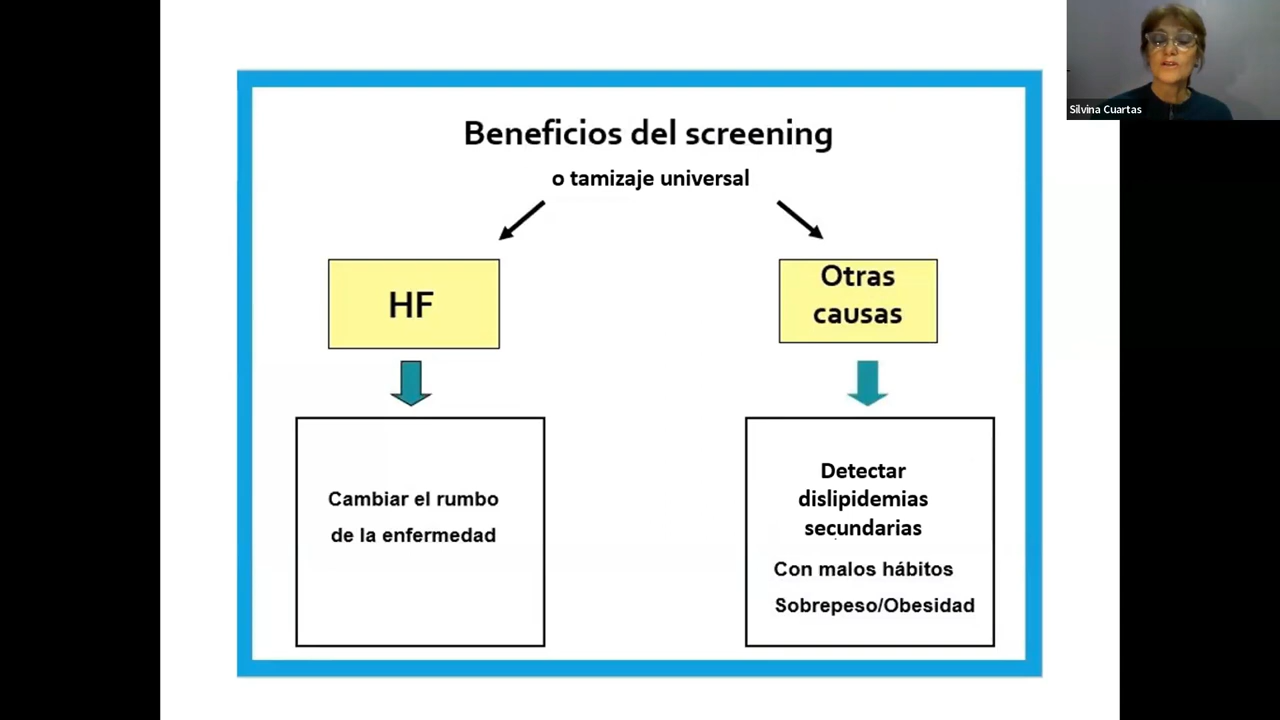 Silvina Cuartas
Beneficios del screening
o tamizaje universal
HF
Otras
causas
Cambiar el rumbo
de la enfermedad
Detectar
dislipidemias
secundarias
Con malos hábitos
Sobrepeso/Obesidad